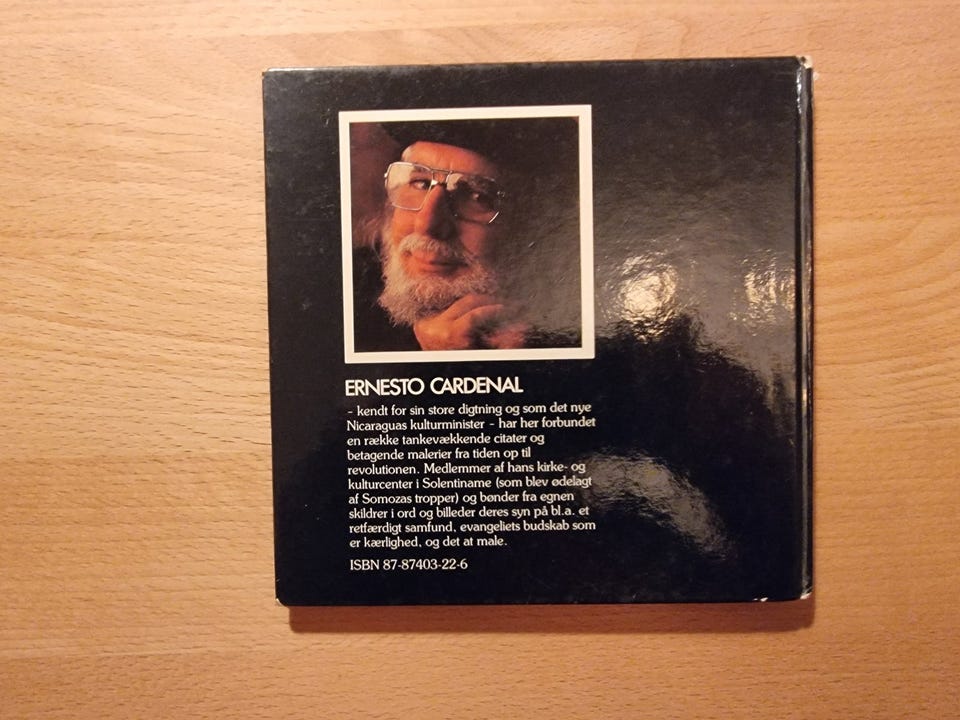 ERNESTO CARDENAL
- kendt for sin store digtning og som det nye
Nicaraguas kulturminister - har her forbundet
en række tankevækkende citater og
betagende malerier fra tiden op til
revolutionen. Medlemmer af hans kirke- og
kulturcenter i Solentiname (som blev ødelagt
af Somozas tropper) og bønder fra egnen
skildrer i ord og billeder deres syn på bl.a. et
retfærdigt samfund, evangeliets budskab som
er kærlighed, og det at male.
ISBN 87-87403-22-6